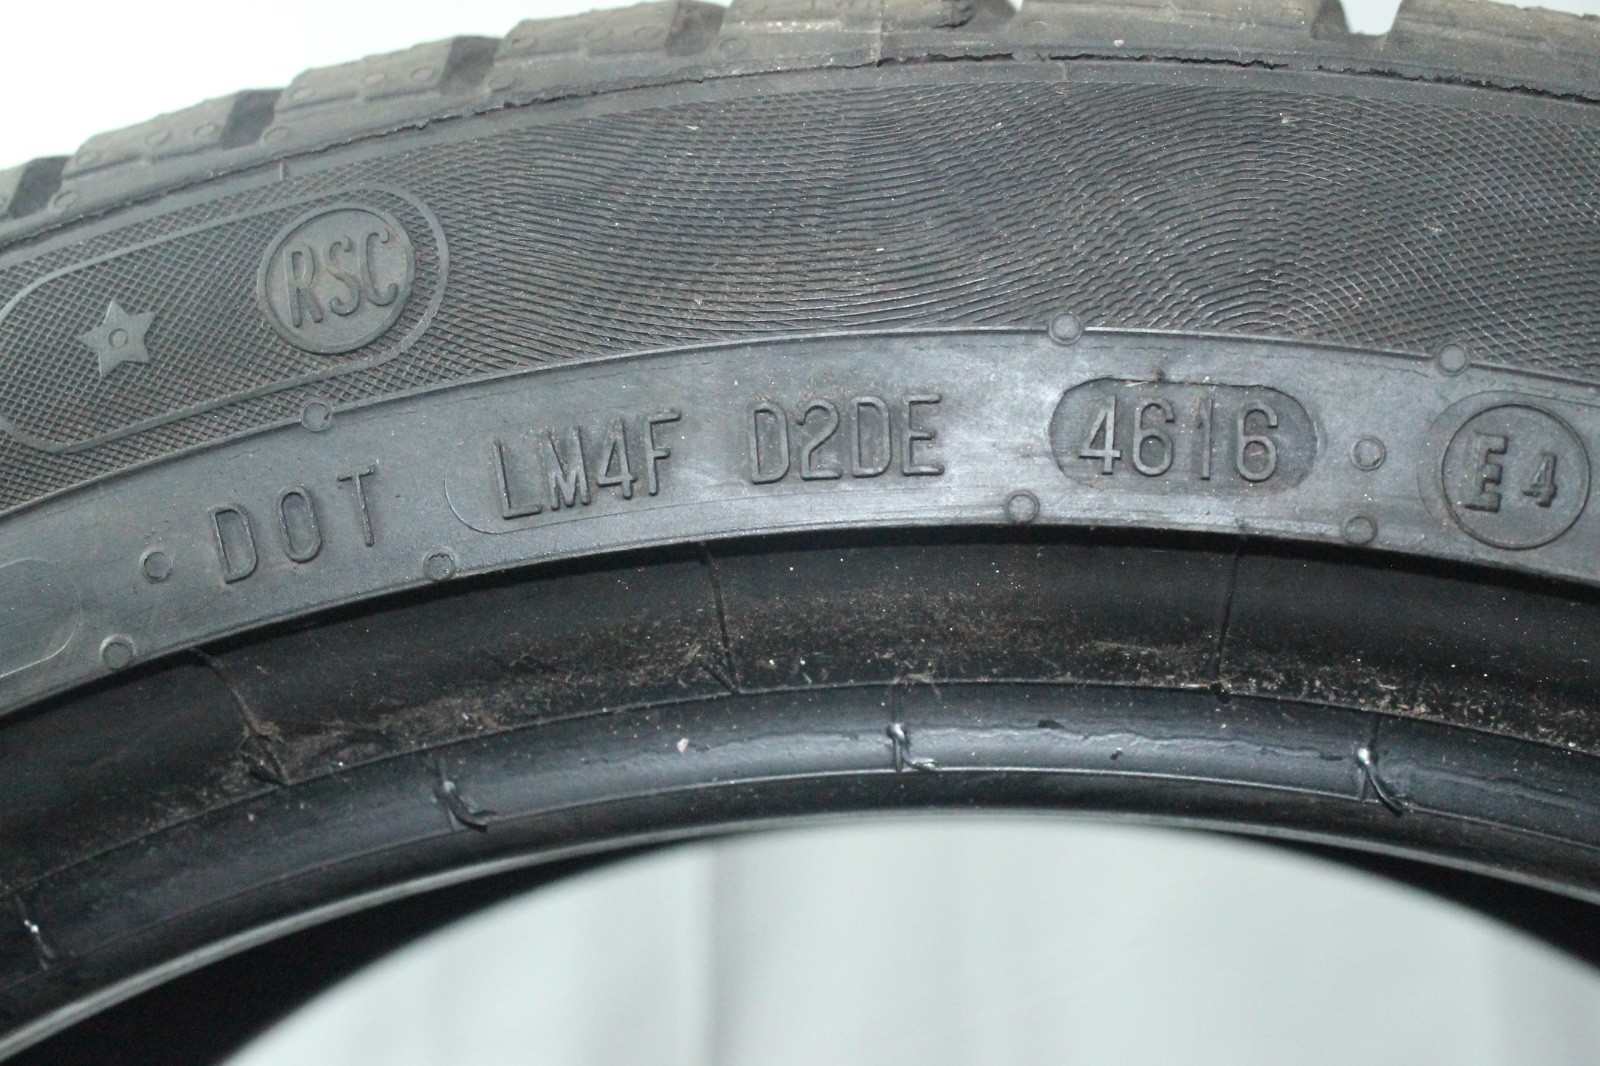 RSC
DOT LM4F D2DE 4616 E4